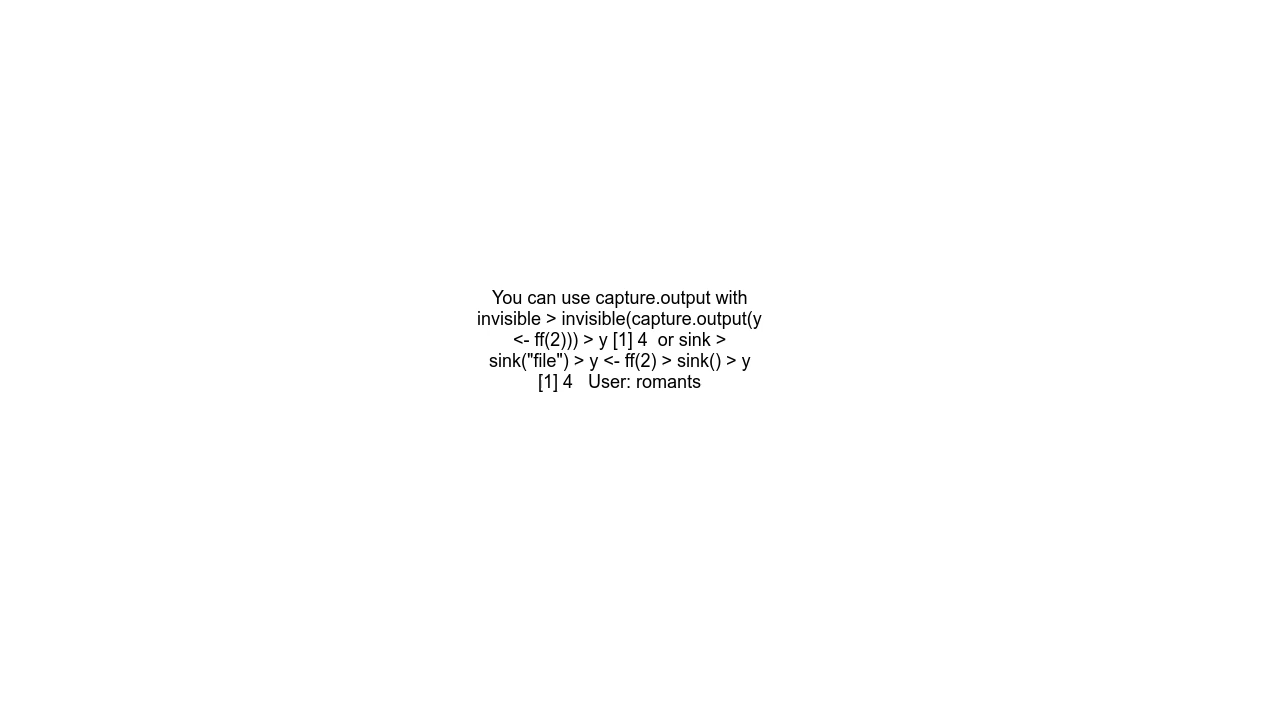 You can use capture.output with
invisible > invisible(capture.output(y
<- ff(2))) > y [1] 4  or sink >
sink("file") > y <- ff(2) > sink() > y
[1] 4   User: romants